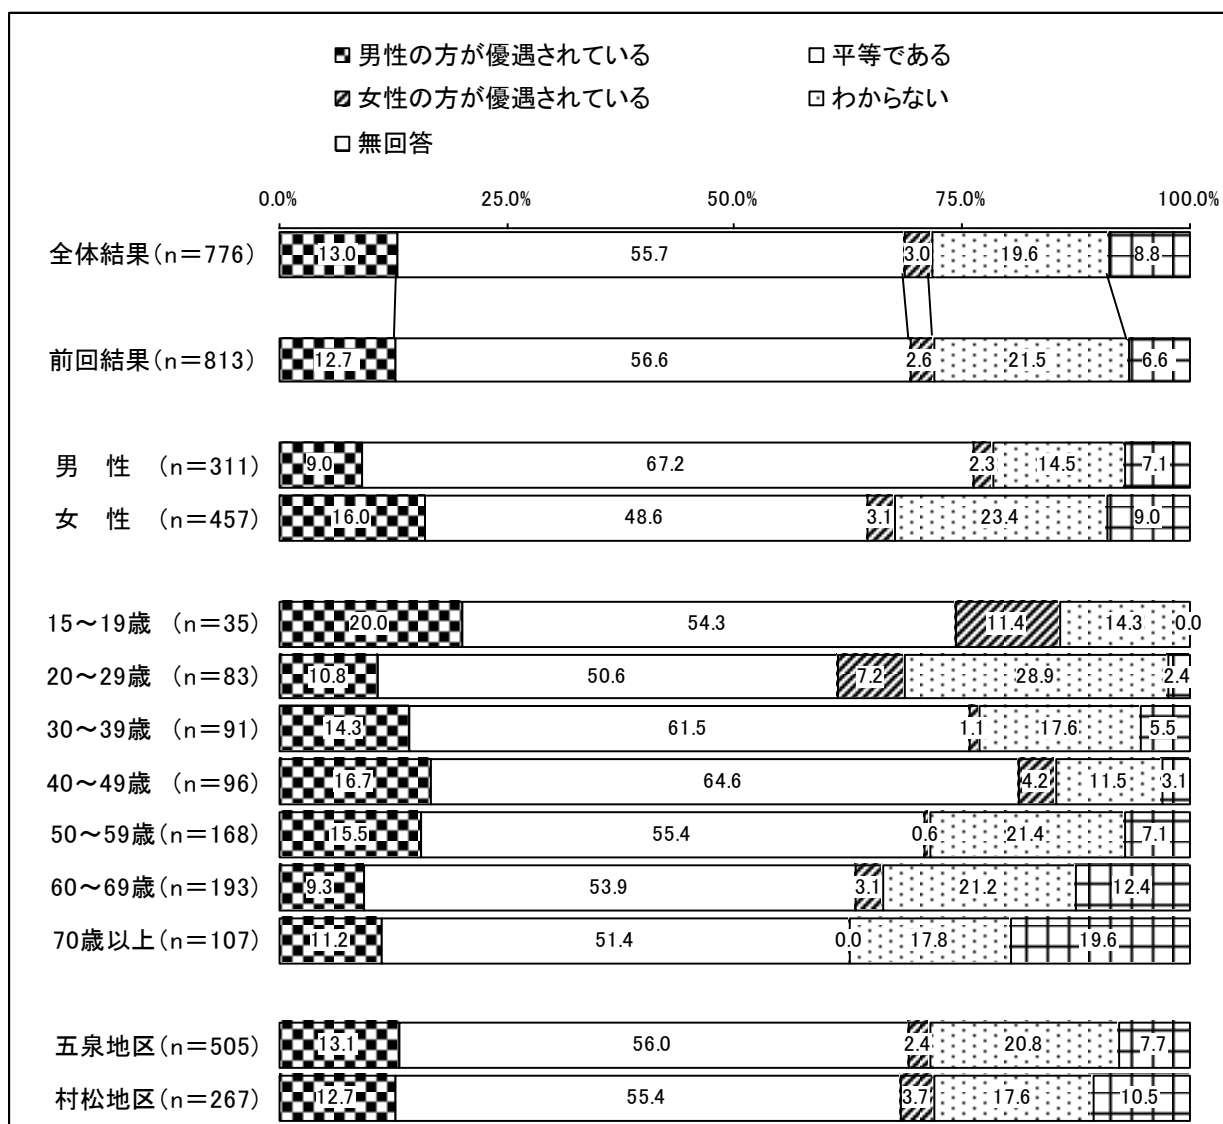 男性の方が優遇されている 平等である
女性の方が優遇されている わからない
無回答
0.0% 25.0% 50.0% 75.0% 100.0%
全体結果(n=776) 13.0 55.7 3.0 19.6 8.8
前回結果(n=813) 12.7 56.6 2.6 21.5 6.6
男 性 (n=311) 9.0 67.2 2.3 14.5 7.1
女 性 (n=457) 16.0 48.6 3.1 23.4 9.0
15～19歳 (n=35) 20.0 54.3 11.4 14.3 0.0
20～29歳 (n=83) 10.8 50.6 7.2 28.9 2.4
30～39歳 (n=91) 14.3 61.5 1.1 17.6 5.5
40～49歳 (n=96) 16.7 64.6 4.2 11.5 3.1
50～59歳(n=168) 15.5 55.4 0.6 21.4 7.1
60～69歳(n=193) 9.3 53.9 3.1 21.2 12.4
70歳以上(n=107) 11.2 51.4 0.0 17.8 19.6
五泉地区(n=505) 13.1 56.0 2.4 20.8 7.7
村松地区(n=267) 12.7 55.4 3.7 17.6 10.5